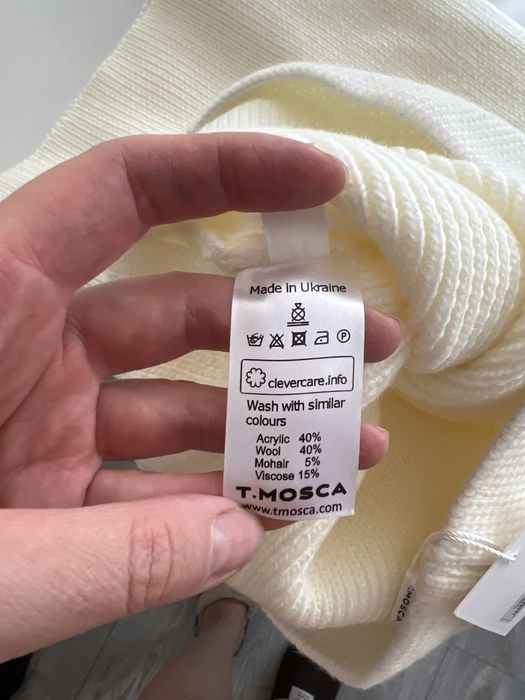 Made in Ukraine
P
clevercare.info
Wash with similar
colours
Acrylic 40%
Wool 40%
Mohair 5%
Viscose 15%
T.MOSCA
www.tmosca.com
T.MOSCA